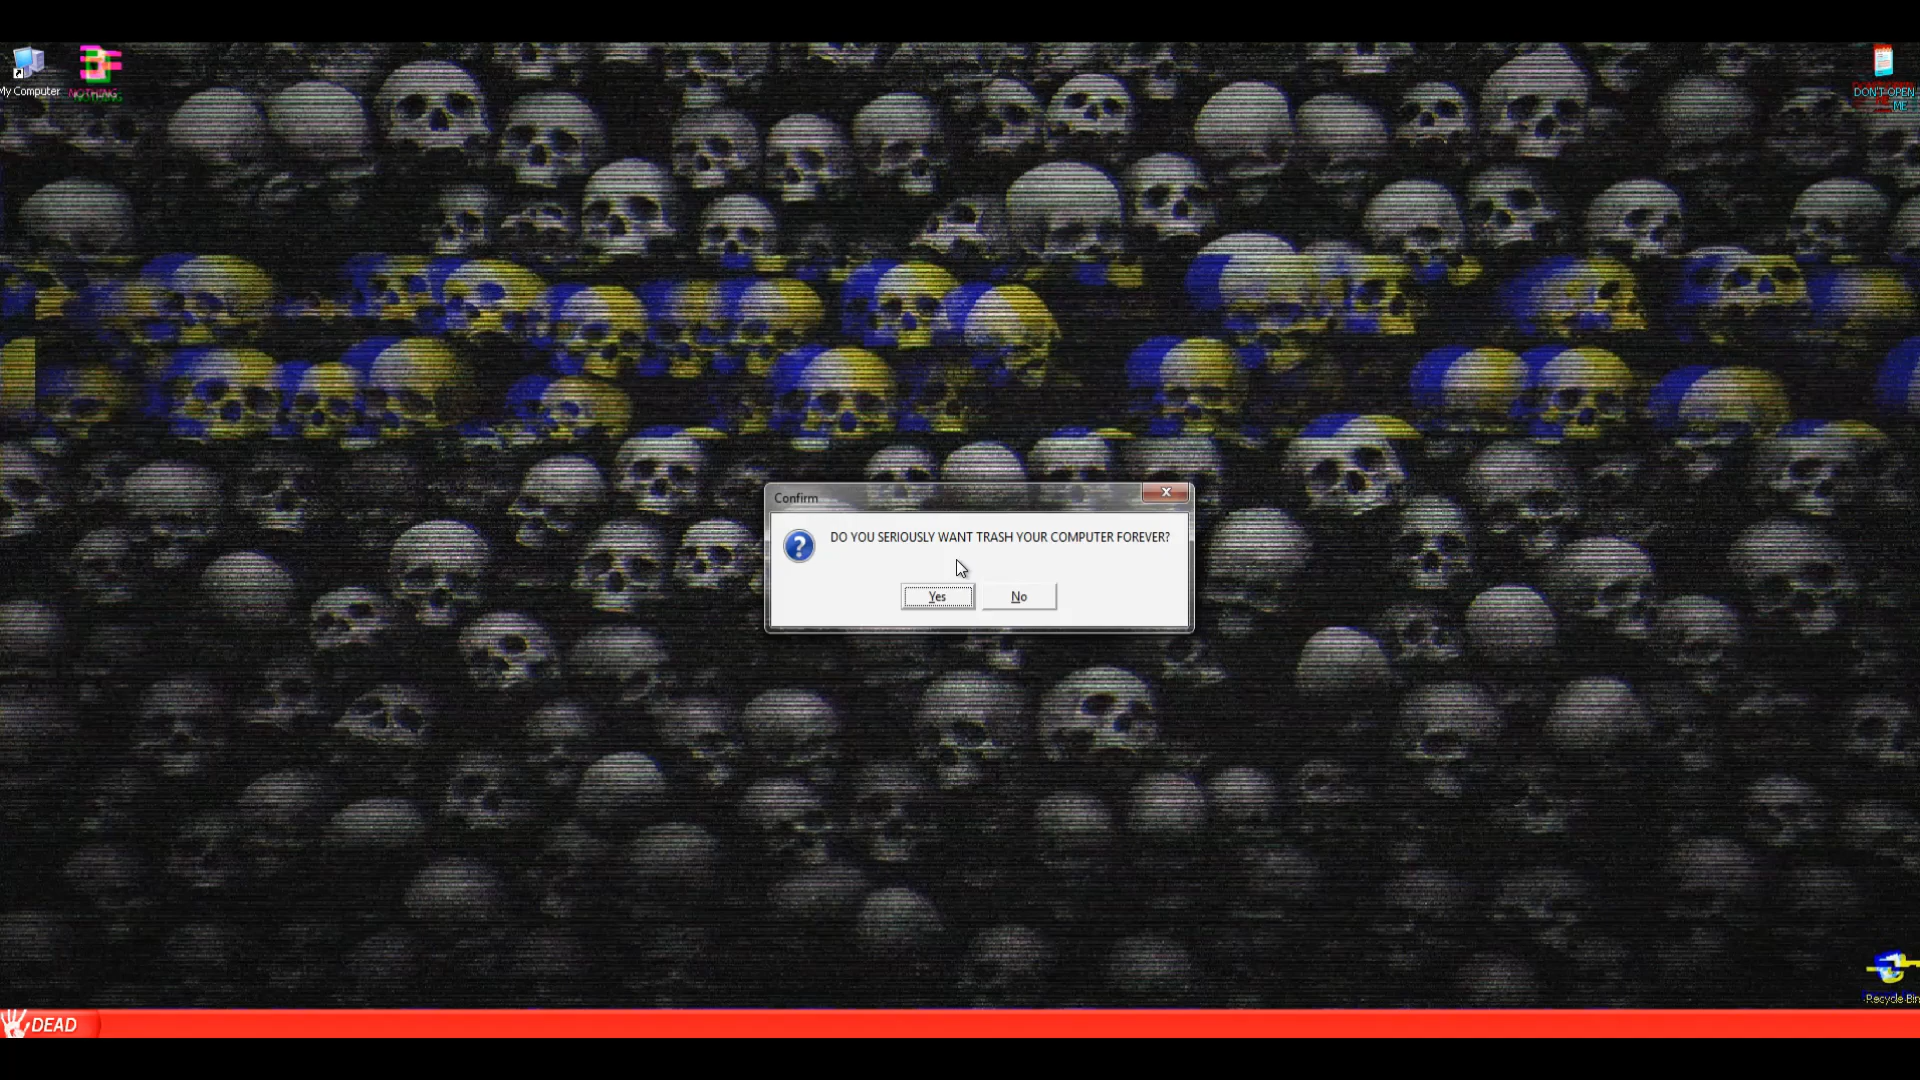 My Computer
NOTHING
DON'T OPEN
ME
Confirm
DO YOU SERIOUSLY WANT TRASH YOUR COMPUTER FOREVER?
Yes
No
Recycle Bin
DEAD